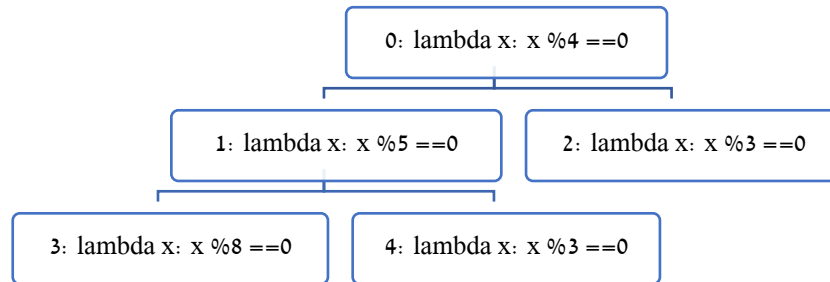 0: lambda x: x %4 ==0
1: lambda x: x %5 ==0
2: lambda x: x %3 ==0
3: lambda x: x %8 ==0
4: lambda x: x %3 ==0